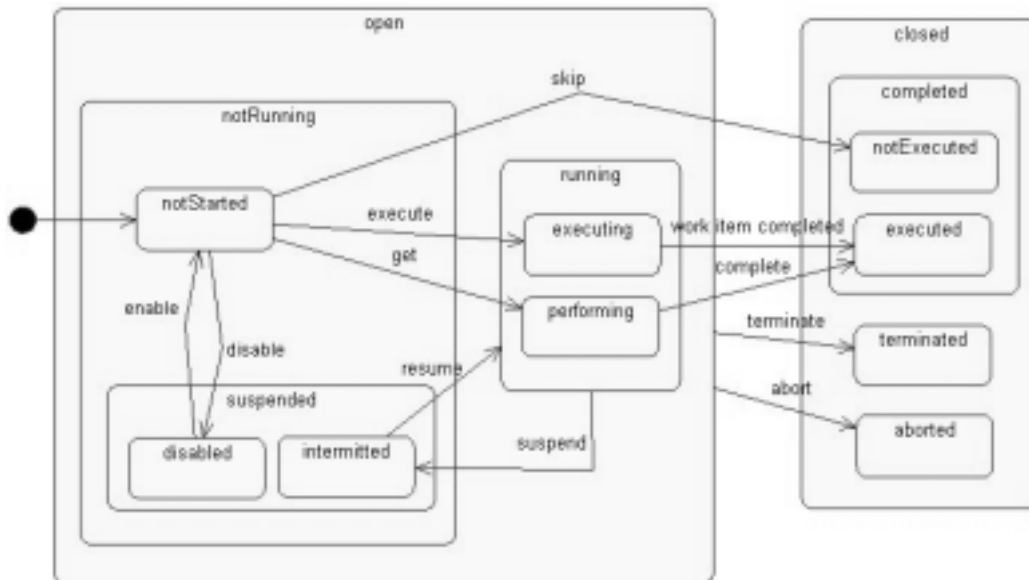 open
closed
skip
completed
notRunning
notExecuted
running
notStarted
execute
executing
work item completed
executed
get
complete
enable
performing
terminate
terminated
disable
resume
abort
suspended
aborted
suspend
disabled
intermitted